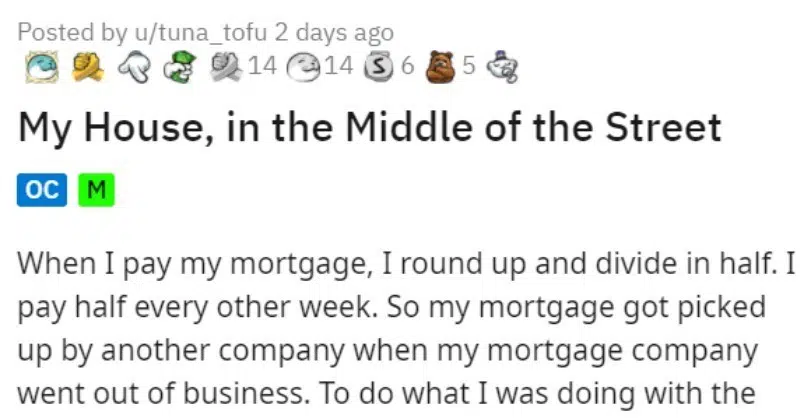 Posted by u/tuna_tofu 2 days ago
14 14 S 6 5
My House, in the Middle of the Street
OC M
When I pay my mortgage, I round up and divide in half. I
pay half every other week. So my mortgage got picked
up by another company when my mortgage company
went out of business. To do what I was doing with the